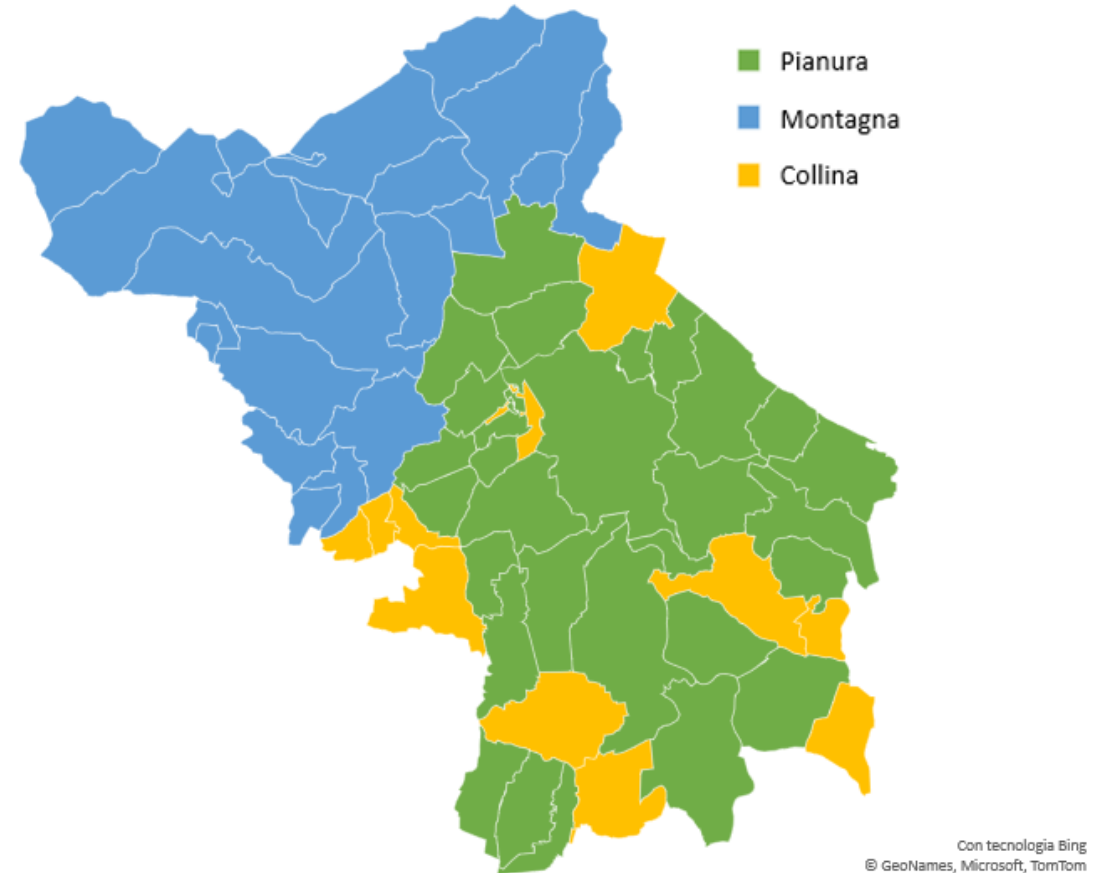 Pianura
Montagna
Collina
Con tecnologia Bing
© GeoNames, Microsoft, TomTom